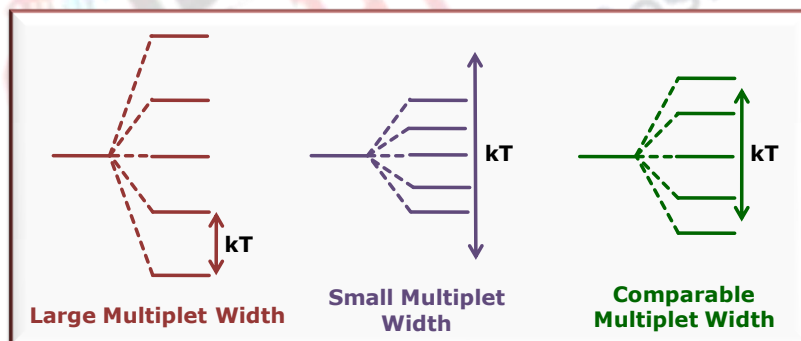 kT
kT
kT
Large Multiplet Width
Small Multiplet
Width
Comparable
Multiplet Width